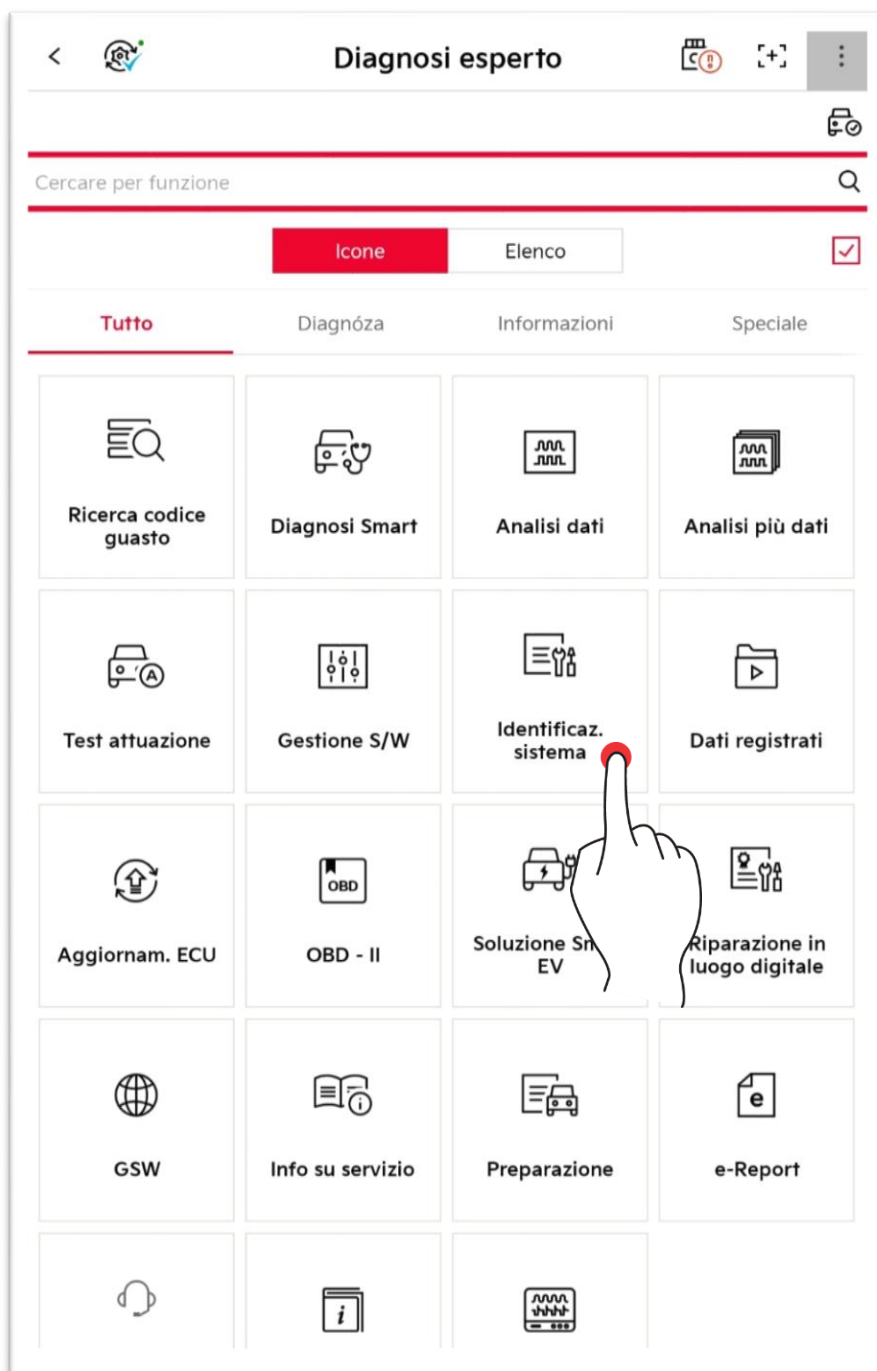 Diagnosi esperto
Cercare per funzione
Icone
Elenco
Tutto
Diagnóza
Informazioni
Speciale
Ricerca codice
guasto
Diagnosi Smart
Analisi dati
Analisi più dati
Test attuazione
Gestione S/W
Identificaz.
sistema
Dati registrati
Aggiornam. ECU
OBD
OBD - II
Soluzione
EV
Riparazione in
luogo digitale
GSW
Info su servizio
Preparazione
e
e-Report
i